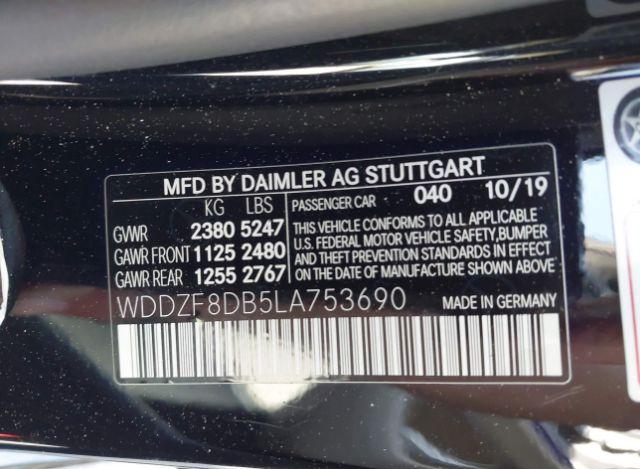 MFD BY DAIMLER AG STUTTGART
KG LBS
GVWR 2380 5247
GAWR FRONT 1125 2480
GAWR REAR 1255 2767
PASSENGER CAR 040 10/19
THIS VEHICLE CONFORMS TO ALL APPLICABLE
U.S. FEDERAL MOTOR VEHICLE SAFETY, BUMPER
AND THEFT PREVENTION STANDARDS IN EFFECT
ON THE DATE OF MANUFACTURE SHOWN ABOVE.
WDDZF8DB5LA753690 MADE IN GERMANY